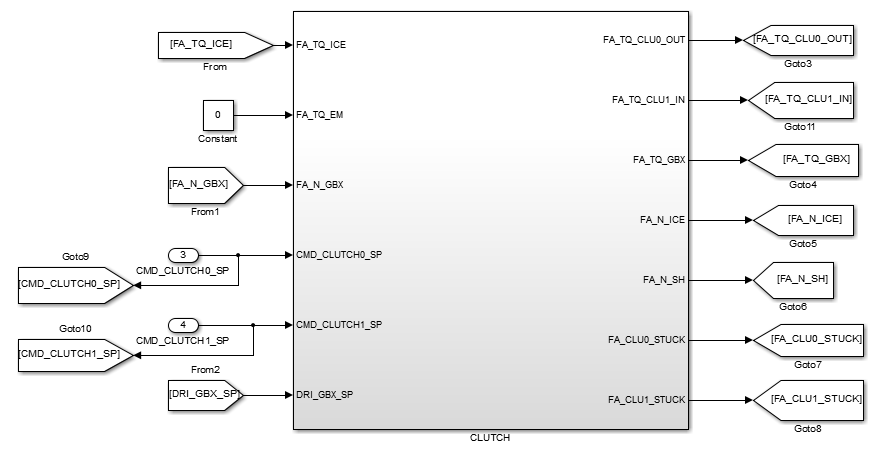 [FA_TQ_ICE]
From
FA_TQ_ICE
0
Constant
FA_TQ_EM
[FA_N_GBX]
From1
FA_N_GBX
Goto9
[CMD_CLUTCH0_SP]
3
CMD_CLUTCH0_SP
CMD_CLUTCH0_SP
Goto10
[CMD_CLUTCH1_SP]
4
CMD_CLUTCH1_SP
CMD_CLUTCH1_SP
From2
[DRI_GBX_SP]
DRI_GBX_SP
FA_TQ_CLU0_OUT
[FA_TQ_CLU0_OUT]
Goto3
FA_TQ_CLU1_IN
[FA_TQ_CLU1_IN]
Goto11
FA_TQ_GBX
[FA_TQ_GBX]
Goto4
FA_N_ICE
[FA_N_ICE]
Goto5
FA_N_SH
[FA_N_SH]
Goto6
FA_CLU0_STUCK
[FA_CLU0_STUCK]
Goto7
FA_CLU1_STUCK
[FA_CLU1_STUCK]
Goto8
CLUTCH